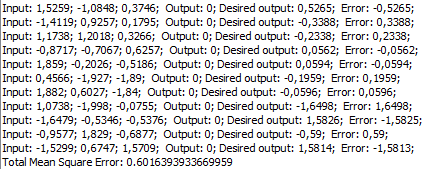 Input: 1,5259; -1,0848; 0,3746;  Output: 0; Desired output: 0,5265;  Error: -0,5265;
Input: -1,4119; 0,9257; 0,1795;  Output: 0; Desired output: -0,3388;  Error: 0,3388;
Input: 1,1738; 1,2018; 0,3266;  Output: 0; Desired output: -0,2338;  Error: 0,2338;
Input: -0,8717; -0,7067; 0,6257;  Output: 0; Desired output: 0,0562;  Error: -0,0562;
Input: 1,859; -0,2026; -0,5186;  Output: 0; Desired output: 0,0594;  Error: -0,0594;
Input: 0,4566; -1,927; -1,89;  Output: 0; Desired output: -0,1959;  Error: 0,1959;
Input: 1,882; 0,6027; -1,84;  Output: 0; Desired output: -0,0596;  Error: 0,0596;
Input: 1,0738; -1,998; -0,0755;  Output: 0; Desired output: -1,6498;  Error: 1,6498;
Input: -1,6479; -0,5346; -0,5376;  Output: 0; Desired output: 1,5826;  Error: -1,5825;
Input: -0,9577; 1,829; -0,6877;  Output: 0; Desired output: -0,59;  Error: 0,59;
Input: -1,5299; 0,6747; 1,5709;  Output: 0; Desired output: 1,5814;  Error: -1,5813;
Total Mean Square Error: 0.6016393933669959